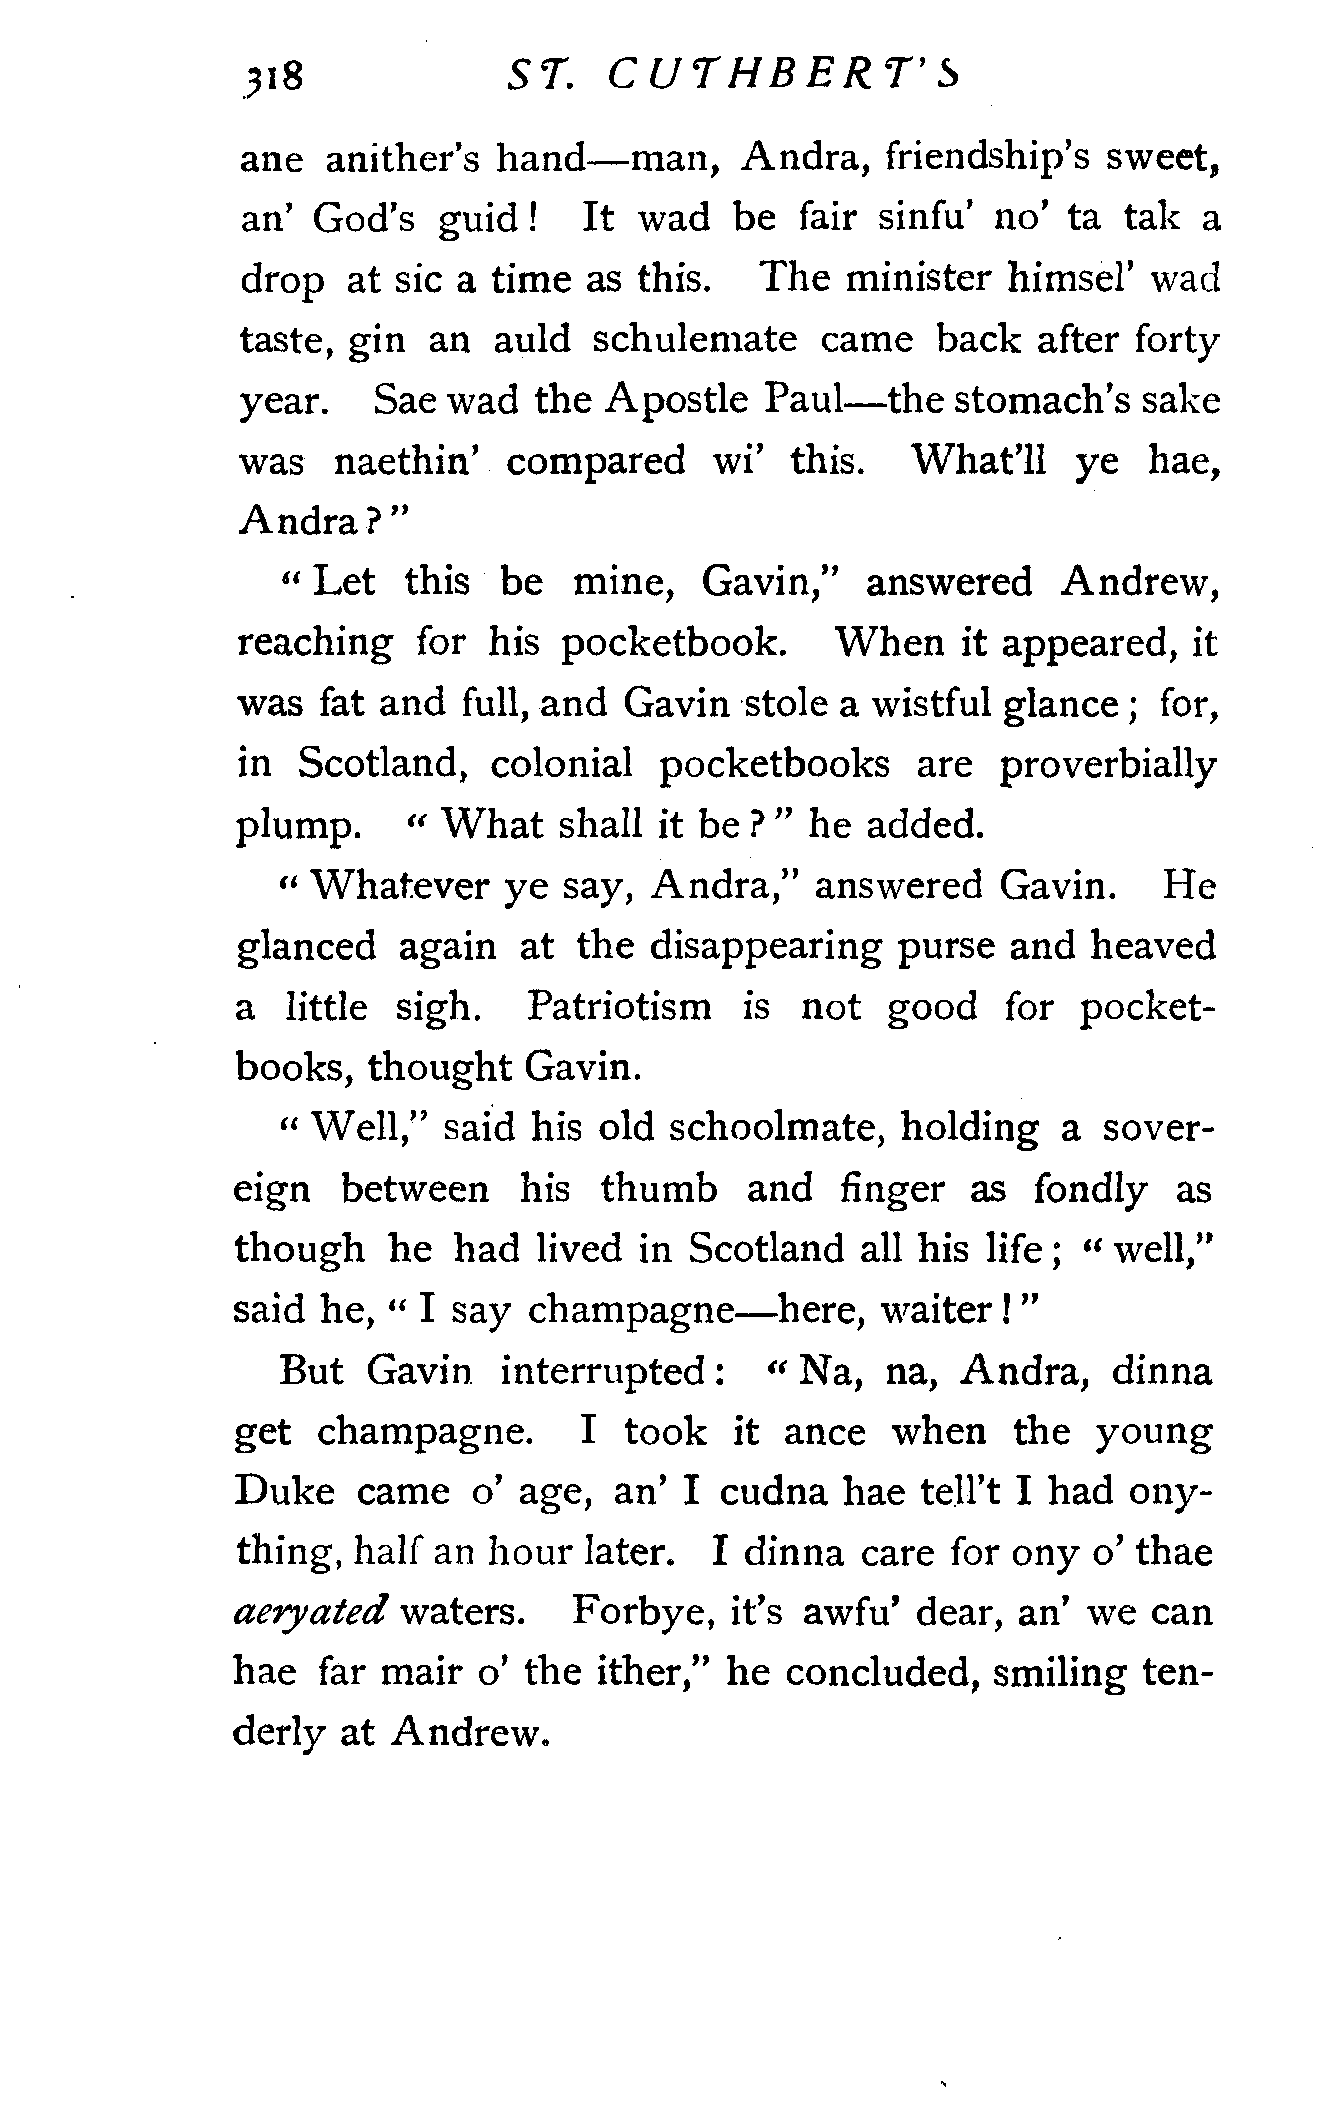 318 ST. CUTHBERT'S
ane anither's hand—man, Andra, friendship's sweet,
an' God's guid! It wad be fair sinfu' no' ta tak a
drop at sic a time as this. The minister himsel' wad
taste, gin an auld schulemate came back after forty
year. Sae wad the Apostle Paul—the stomach's sake
was naethin' compared wi' this. What'll ye hae,
Andra?"
"Let this be mine, Gavin," answered Andrew,
reaching for his pocketbook. When it appeared, it
was fat and full, and Gavin stole a wistful glance; for,
in Scotland, colonial pocketbooks are proverbially
plump. "What shall it be?" he added.
"Whatever ye say, Andra," answered Gavin. He
glanced again at the disappearing purse and heaved
a little sigh. Patriotism is not good for pocket-
books, thought Gavin.
"Well," said his old schoolmate, holding a sover-
eign between his thumb and finger as fondly as
though he had lived in Scotland all his life; "well,"
said he, "I say champagne—here, waiter!"
But Gavin interrupted: "Na, na, Andra, dinna
get champagne. I took it ance when the young
Duke came o' age, an' I cudna hae tell't I had ony-
thing, half an hour later. I dinna care for ony o' thae
aeryated waters. Forbye, it's awfu' dear, an' we can
hae far mair o' the ither," he concluded, smiling ten-
derly at Andrew.